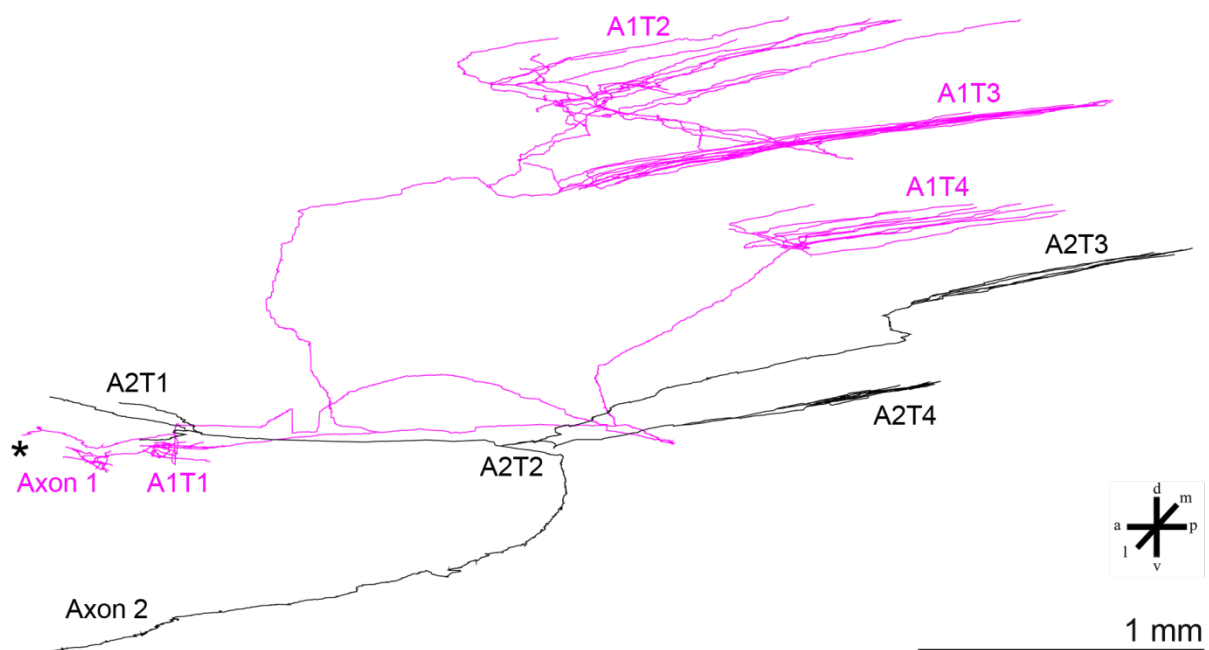 A1T2
A1T3
A1T4
A2T3
A2T1
A2T4
*
A2T2
Axon 1
A1T1
d
m
a
p
l
v
Axon 2
1 mm